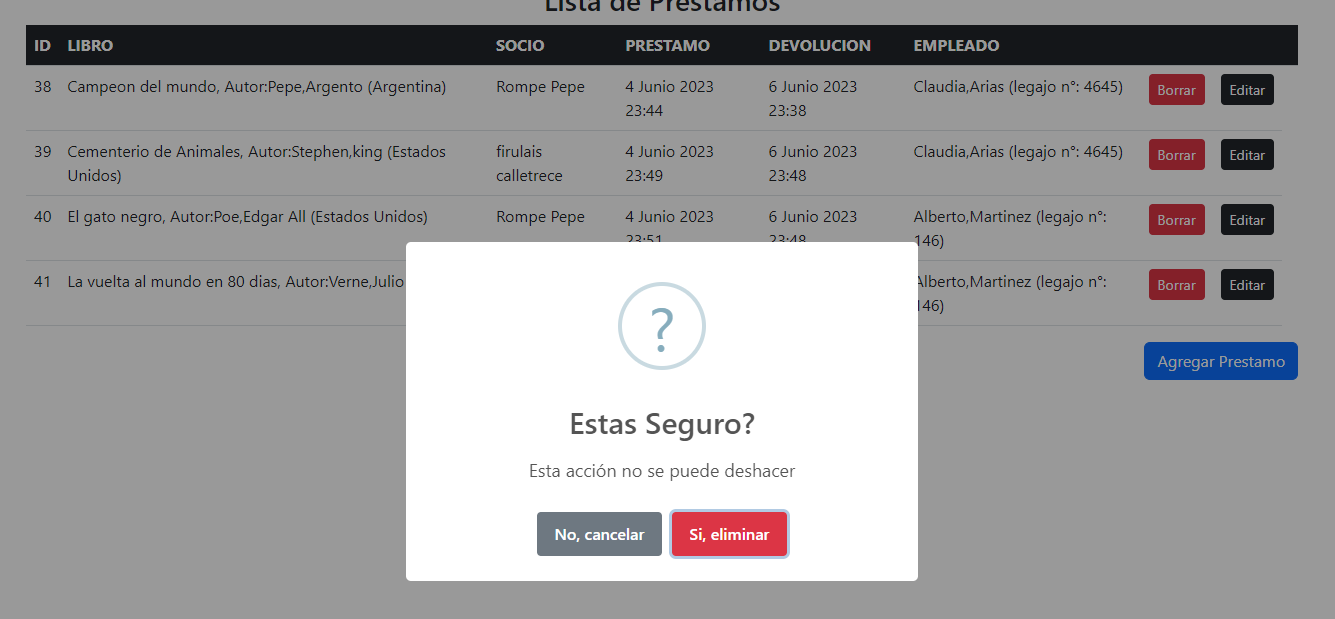 Lista de Prestamos
ID LIBRO SOCIO PRESTAMO DEVOLUCION EMPLEADO
38 Campeon del mundo, Autor:Pepe,Argento (Argentina) Rompe Pepe 4 Junio 2023 6 Junio 2023 Claudia,Arias (legajo n°: 4645) Borrar Editar
23:44 23:38
39 Cementerio de Animales, Autor:Stephen,king (Estados firulais 4 Junio 2023 6 Junio 2023 Claudia,Arias (legajo n°: 4645) Borrar Editar
Unidos) calletrece 23:49 23:48
40 El gato negro, Autor:Poe,Edgar All (Estados Unidos) Rompe Pepe 4 Junio 2023 6 Junio 2023 Alberto,Martinez (legajo n°: Borrar Editar
23:51 23:48 146)
41 La vuelta al mundo en 80 dias, Autor:Verne,Julio Alberto,Martinez (legajo n°: Borrar Editar
146)
Agregar Prestamo
?
Estas Seguro?
Esta acción no se puede deshacer
No, cancelar Si, eliminar